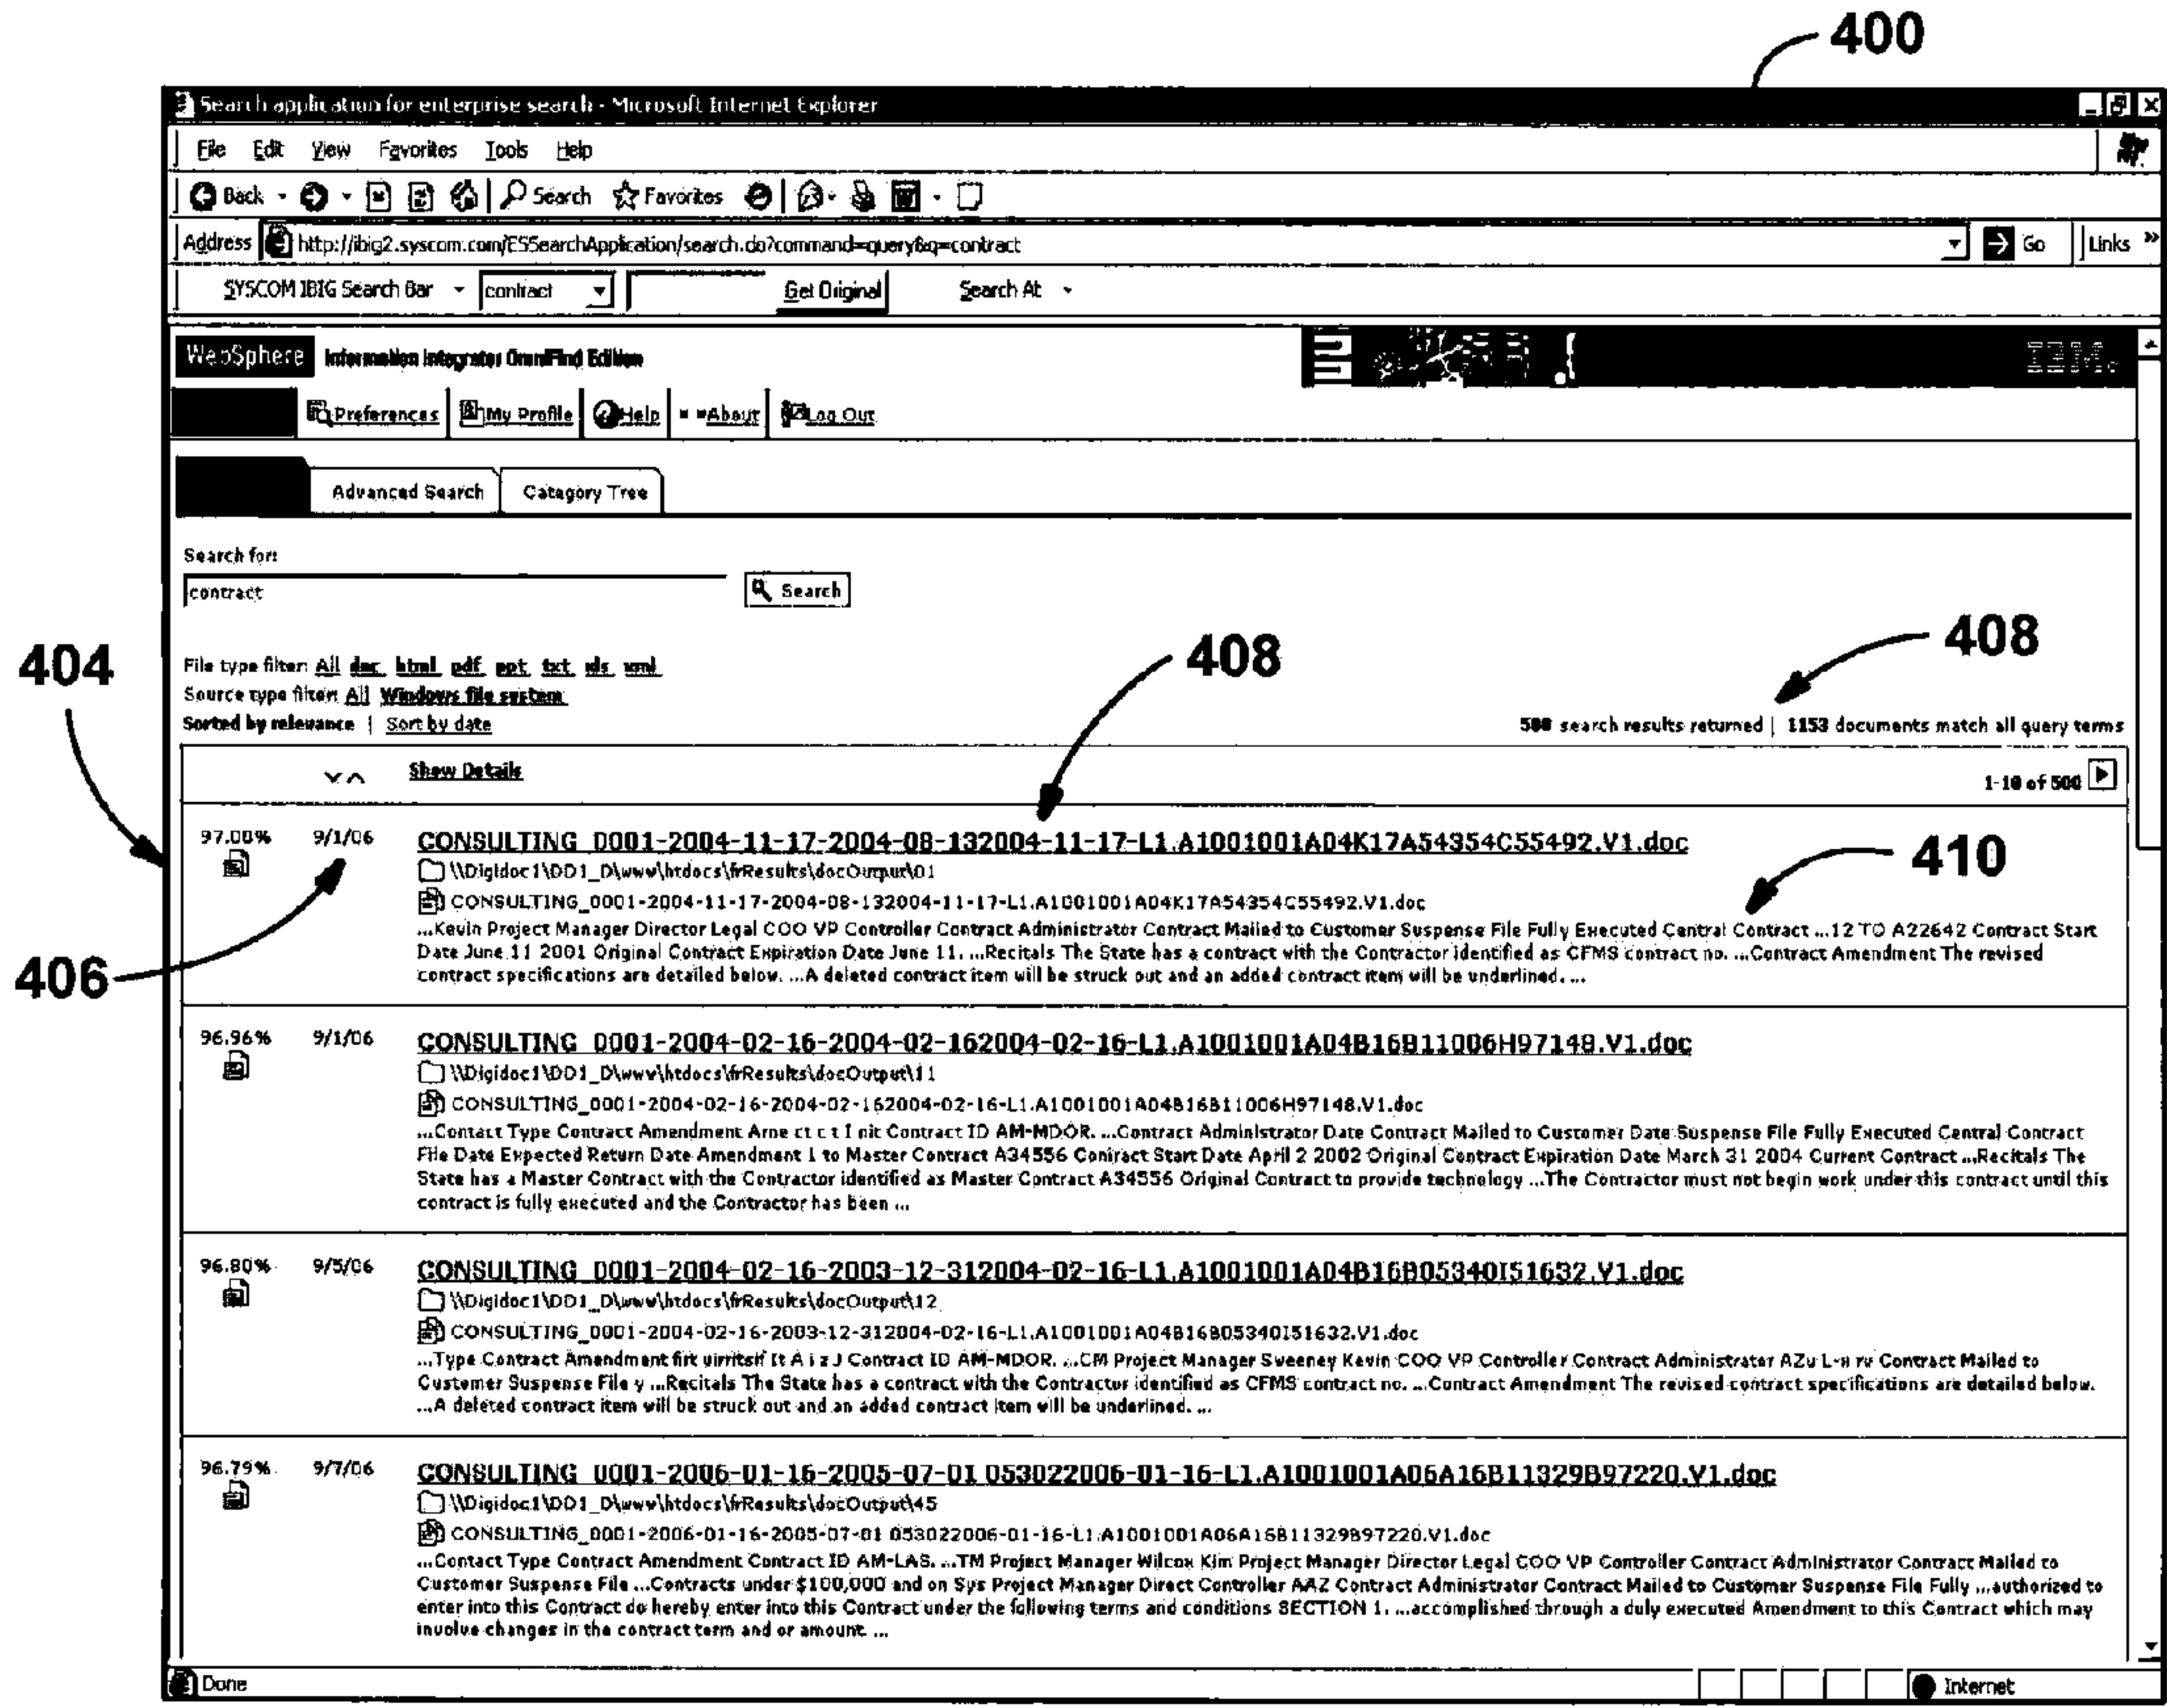 400
Search application for enterprise search - Microsoft Internet Explorer
File Edit View Favorites Tools Help
Back Search Favorites
Address http://ibig2.syscom.com/ESSearchApplication/search.do?command=query&q=contract Go Links »
SYSCOM IBIG Search Bar contract Get Original Search At
WebSphere Information Integrator OmniFind Edition IBM.
Preferences My Profile Help About Log Out
Advanced Search Category Tree
Search for:
contract Search
408 408
404
File type filter: All doc html pdf ppt txt xls xml
Source type filter: All Windows file system
Sorted by relevance | Sort by date 500 search results returned | 1153 documents match all query terms
Show Details 1-10 of 500
97.00% 9/1/06 CONSULTING_0001-2004-11-17-2004-08-132004-11-17-L1.A1001001A04K17A54354C55492.V1.doc
410
\\Digidoc1\DD1_D\www\htdocs\frResults\docOutput\01
CONSULTING_0001-2004-11-17-2004-08-132004-11-17-L1.A1001001A04K17A54354C55492.V1.doc
...Kevin Project Manager Director Legal COO VP Controller Contract Administrator Contract Mailed to Customer Suspense File Fully Executed Central Contract ...12 TO A22642 Contract Start
Date June 11 2001 Original Contract Expiration Date June 11. ...Recitals The State has a contract with the Contractor identified as CFMS contract no. ...Contract Amendment The revised
406
contract specifications are detailed below. ...A deleted contract item will be struck out and an added contract item will be underlined. ...
96.96% 9/1/06 CONSULTING_0001-2004-02-16-2004-02-162004-02-16-L1.A1001001A04B16B11006H97148.V1.doc
\\Digidoc1\DD1_D\www\htdocs\frResults\docOutput\11
CONSULTING_0001-2004-02-16-2004-02-162004-02-16-L1.A1001001A04B16B11006H97148.V1.doc
...Contact Type Contract Amendment Ame ct c t I nit Contract ID AM-MDOR. ...Contract Administrator Date Contract Mailed to Customer Date Suspense File Fully Executed Central Contract
File Date Expected Return Date Amendment 1 to Master Contract A34556 Contract Start Date April 2 2002 Original Contract Expiration Date March 31 2004 Current Contract ...Recitals The
State has a Master Contract with the Contractor identified as Master Contract A34556 Original Contract to provide technology ...The Contractor must not begin work under this contract until this
contract is fully executed and the Contractor has been ...
96.80% 9/5/06 CONSULTING_0001-2004-02-16-2003-12-312004-02-16-L1.A1001001A04B16B05340I51632.V1.doc
\\Digidoc1\DD1_D\www\htdocs\frResults\docOutput\12
CONSULTING_0001-2004-02-16-2003-12-312004-02-16-L1.A1001001A04B16B05340I51632.V1.doc
...Type Contract Amendment It A i z J Contract ID AM-MDOR. ...CM Project Manager Sweeney Kevin COO VP Controller Contract Administrator Contract Mailed to
Customer Suspense File y ...Recitals The State has a contract with the Contractor identified as CFMS contract no. ...Contract Amendment The revised contract specifications are detailed below.
...A deleted contract item will be struck out and an added contract item will be underlined. ...
96.79% 9/7/06 CONSULTING_0001-2006-01-16-2005-07-01 053022006-01-16-L1.A1001001A06A16B11329B97220.V1.doc
\\Digidoc1\DD1_D\www\htdocs\frResults\docOutput\45
CONSULTING_0001-2006-01-16-2005-07-01 053022006-01-16-L1.A1001001A06A16B11329B97220.V1.doc
...Contact Type Contract Amendment Contract ID AM-LAS. ...TM Project Manager Wilcox Kim Project Manager Director Legal COO VP Controller Contract Administrator Contract Mailed to
Customer Suspense File ...Contracts under $100,000 and on Sys Project Manager Direct Controller AAZ Contract Administrator Contract Mailed to Customer Suspense File Fully ...authorized to
enter into this Contract do hereby enter into this Contract under the following terms and conditions SECTION 1. ...accomplished through a duly executed Amendment to this Contract which may
involve changes in the contract term and or amount. ...
Done Internet